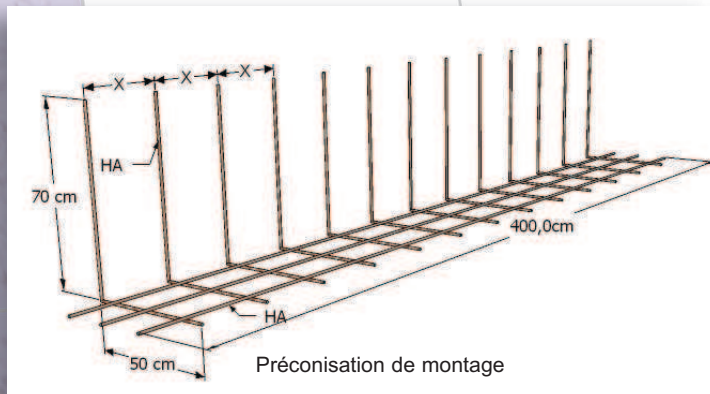 X X X
HA
70 cm
400,0cm
HA
50 cm
Préconisation de montage